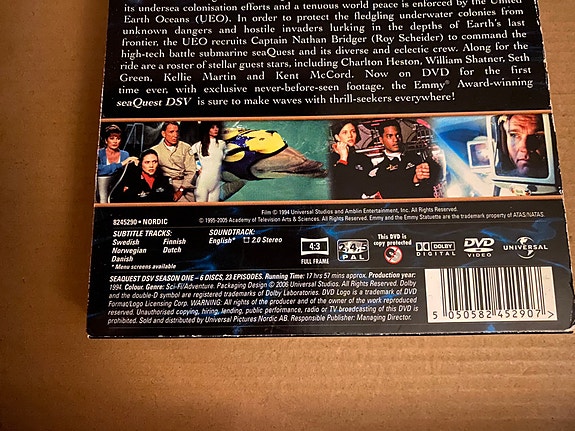 its undersea colonisation efforts and a tenuous world peace is enforced by the United
Earth Oceans (UEO). In order to protect the fledgling underwater colonies from
unknown dangers and hostile invaders lurking in the depths of Earth's last
frontier, the UEO recruits Captain Nathan Bridger (Roy Scheider) to command the
high-tech battle submarine seaQuest and its diverse and eclectic crew. Along for the
ride are a roster of stellar guest stars, including Charlton Heston, William Shatner, Seth
Green, Kellie Martin and Kent McCord. Now on DVD for the first
time ever, with exclusive never-before-seen footage, the Emmy® Award-winning
seaQuest DSV is sure to make waves with thrill-seekers everywhere!
Film © 1994 Universal Studios and Amblin Entertainment, Inc. All Rights Reserved.
© 1995-2005 Academy of Television Arts & Sciences. All Rights Reserved. Emmy and the Emmy Statuette are the trademark property of ATAS/NATAS.
8245290 • NORDIC
SUBTITLE TRACKS:
Swedish Finnish
Norwegian Dutch
Danish
* Menu screens available
SOUNDTRACK:
English* 2.0 Stereo
4:3
FULL FRAME
2 4
PAL
This DVD is
copy protected
DOLBY
DIGITAL
DVD
VIDEO
UNIVERSAL
SEAQUEST DSV SEASON ONE – 6 DISCS, 23 EPISODES. Running Time: 17 hrs 57 mins approx. Production year:
1994. Colour. Genre: Sci-Fi/Adventure. Packaging Design © 2006 Universal Studios. All Rights Reserved. Dolby
and the double-D symbol are registered trademarks of Dolby Laboratories. DVD Logo is a trademark of DVD
Format/Logo Licensing Corp. WARNING: All rights of the producer and of the owner of the work reproduced
reserved. Unauthorised copying, hiring, lending, public performance, radio or TV broadcasting of this DVD is
prohibited. Sold and distributed by Universal Pictures Nordic AB. Responsible Publisher: Managing Director.
5 050582 452907 >